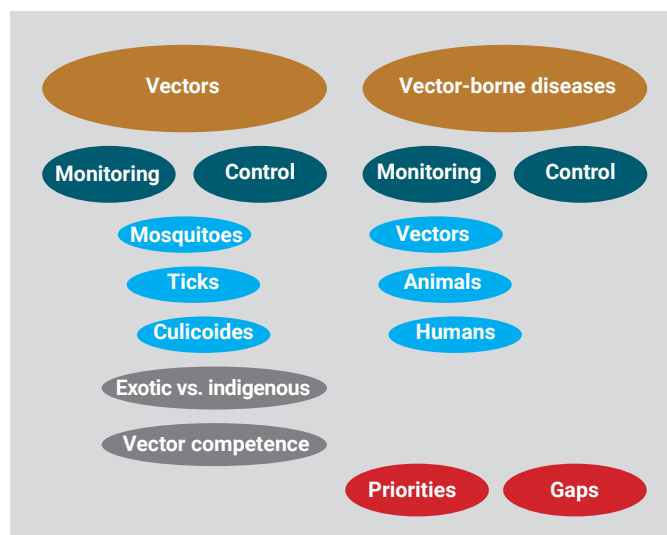 Vectors
Vector-borne diseases
Monitoring
Control
Monitoring
Control
Mosquitoes
Vectors
Ticks
Animals
Culicoides
Humans
Exotic vs. indigenous
Vector competence
Priorities
Gaps